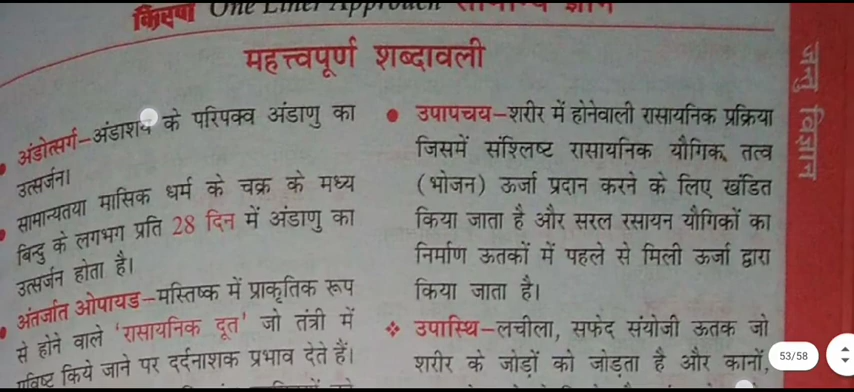 किरण One Liner Approach सामान्य ज्ञान
महत्त्वपूर्ण शब्दावली
जन्तु विज्ञान
अंडोत्सर्ग–अंडाशय के परिपक्व अंडाणु का
उत्सर्जन।
सामान्यतया मासिक धर्म के चक्र के मध्य
बिन्दु के लगभग प्रति 28 दिन में अंडाणु का
उत्सर्जन होता है।
अंतर्जात ओपायड–मस्तिष्क में प्राकृतिक रूप
से होने वाले ‘रासायनिक दूत’ जो तंत्री में
प्रविष्ट किये जाने पर दर्दनाशक प्रभाव देते हैं।
उपापचय–शरीर में होनेवाली रासायनिक प्रक्रिया
जिसमें संश्लिष्ट रासायनिक यौगिक, तत्व
(भोजन) ऊर्जा प्रदान करने के लिए खंडित
किया जाता है और सरल रसायन यौगिकों का
निर्माण ऊतकों में पहले से मिली ऊर्जा द्वारा
किया जाता है।
उपास्थि–लचीला, सफेद संयोजी ऊतक जो
शरीर के जोड़ों को जोड़ता है और कानों,
53/58